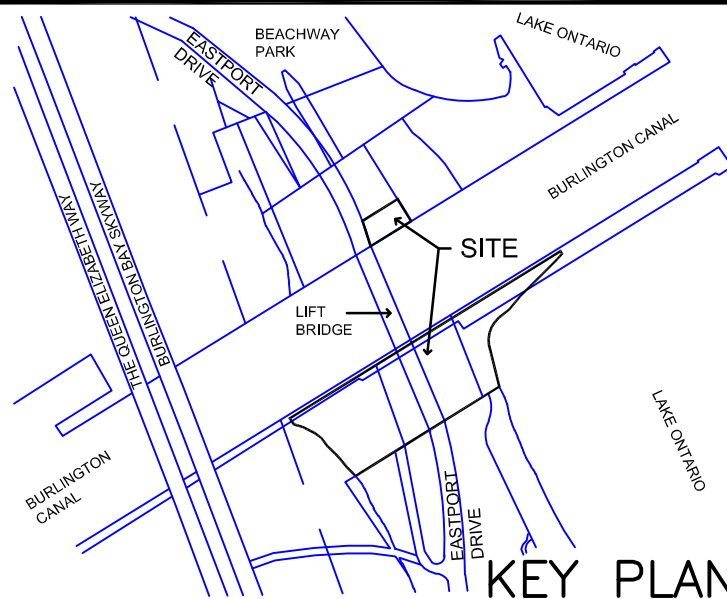 LAKE ONTARIO
BEACHWAY
PARK
EASTPORT
DRIVE
BURLINGTON CANAL
THE QUEEN ELIZABETH WAY
BURLINGTON BAY SKYWAY
SITE
LIFT
BRIDGE
LAKE ONTARIO
BURLINGTON
CANAL
EASTPORT
DRIVE
KEY PLAN